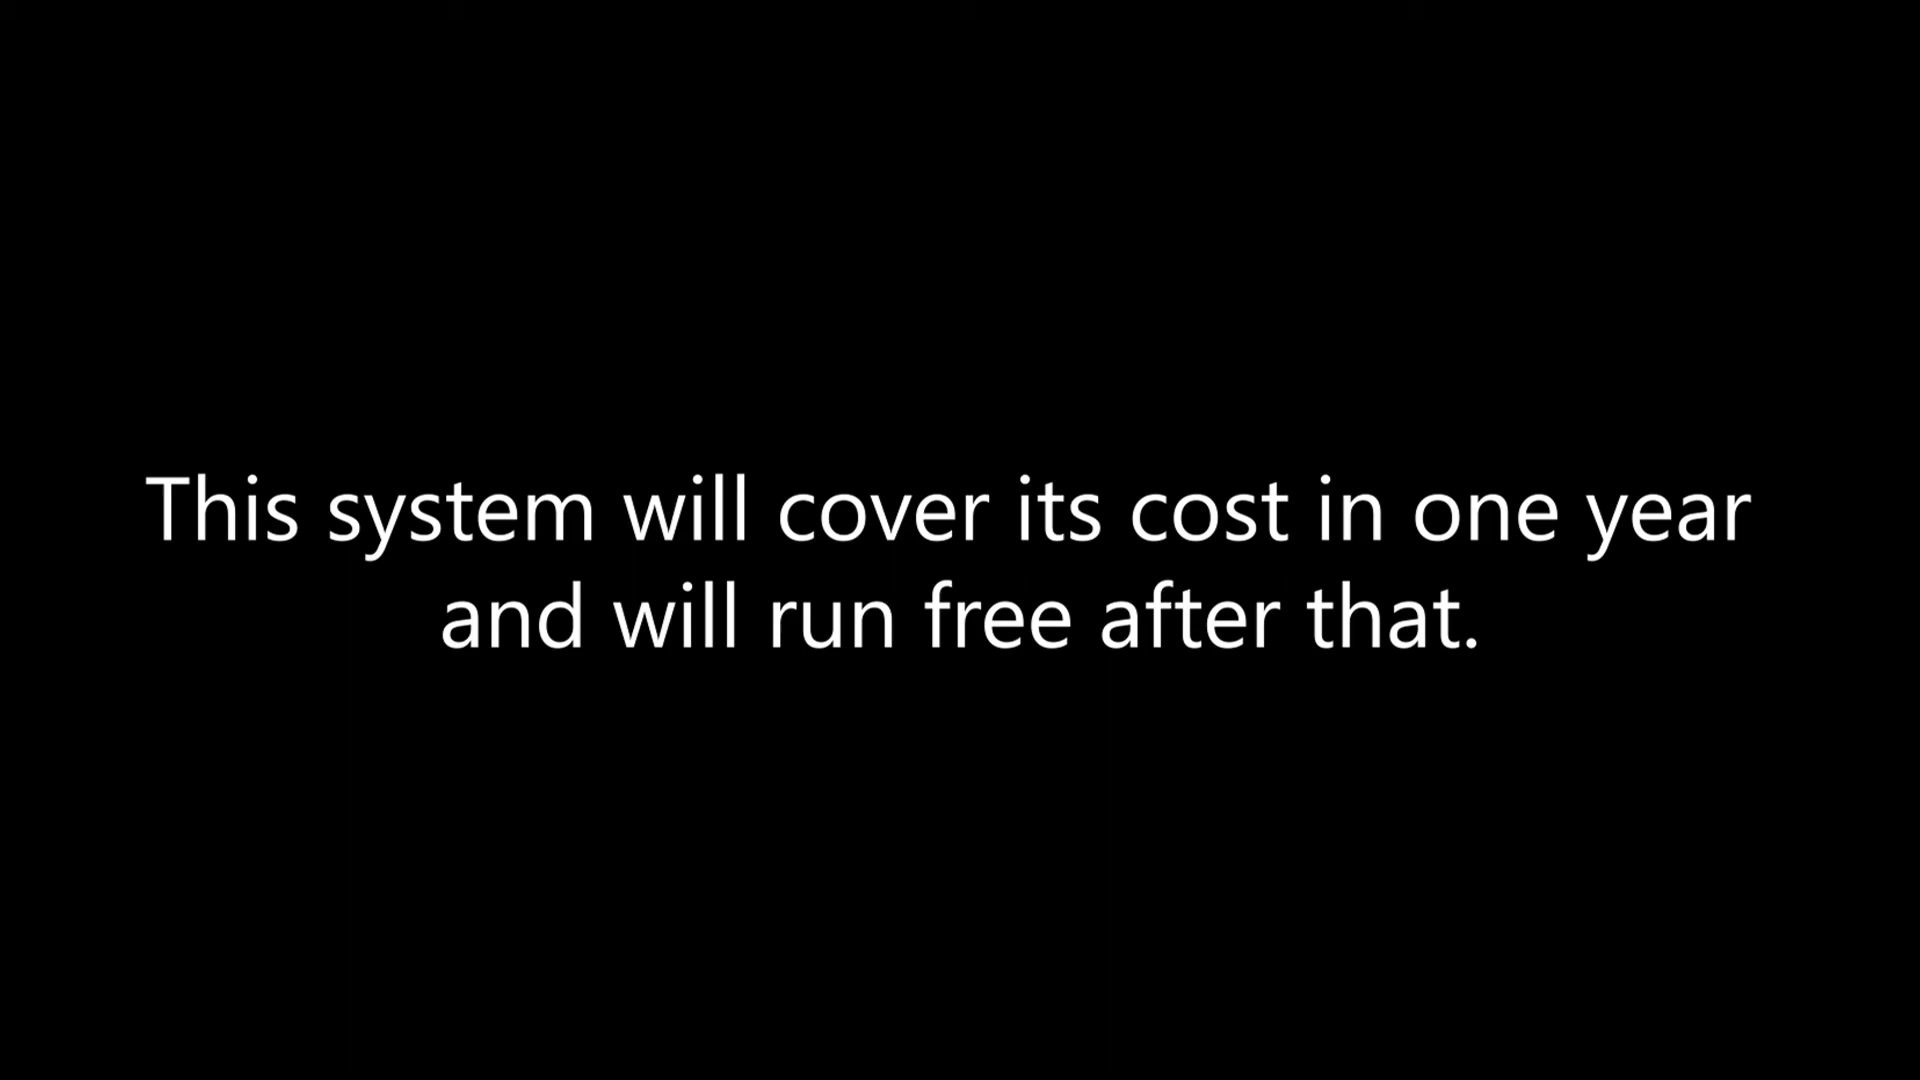 This system will cover its cost in one year
and will run free after that.